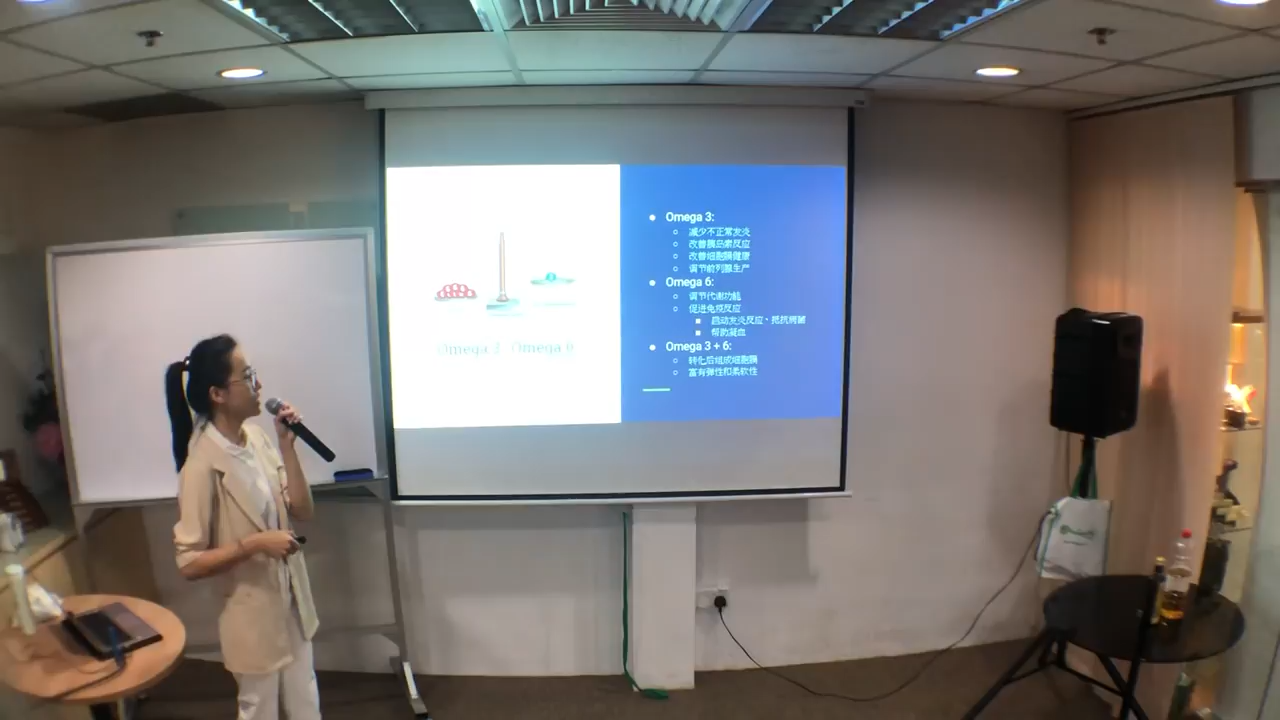 Omega 3 Omega 6
Omega 3:
减少不正常发炎
改善胰岛素反应
改善细胞膜健康
调节前列腺生产
Omega 6:
调节代谢功能
促进免疫反应
启动发炎反应，抵抗病菌
帮助凝血
Omega 3 + 6:
转化后组成细胞膜
富有弹性和柔软性